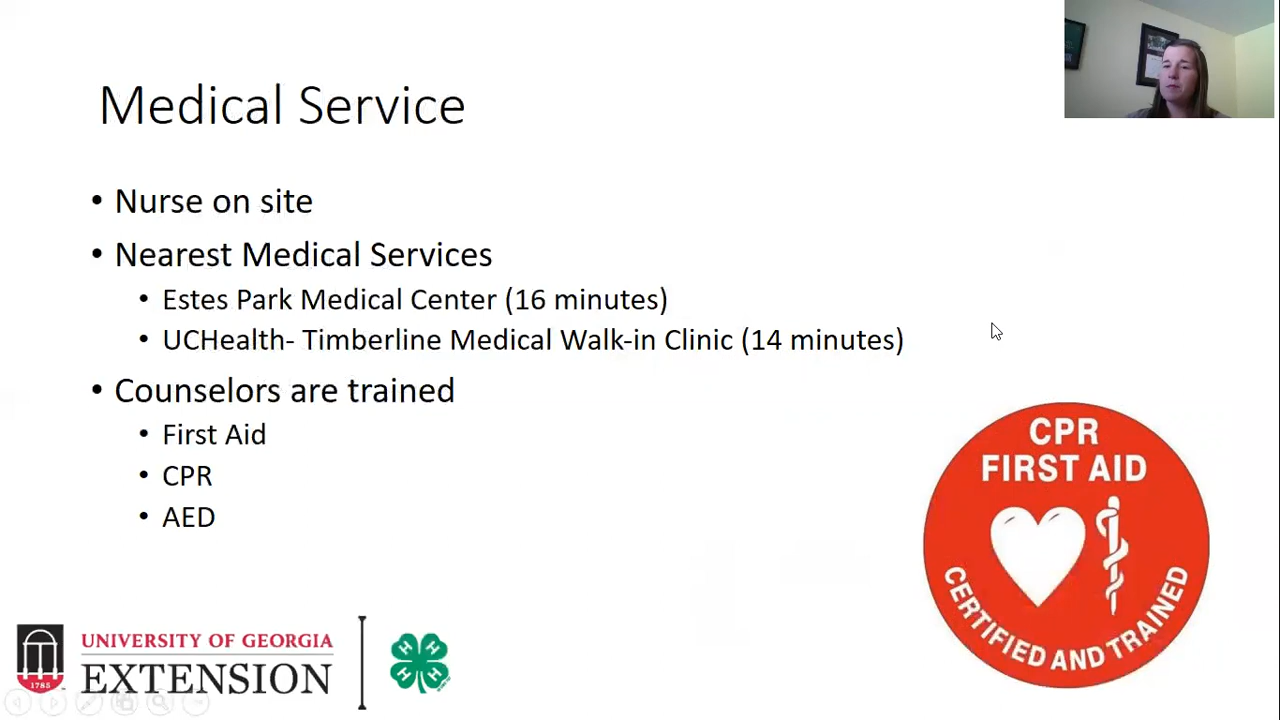 Medical Service
• Nurse on site
• Nearest Medical Services
• Estes Park Medical Center (16 minutes)
• UCHealth- Timberline Medical Walk-in Clinic (14 minutes)
• Counselors are trained
• First Aid
• CPR
• AED
CPR
FIRST AID
CERTIFIED AND TRAINED
1785
UNIVERSITY OF GEORGIA
EXTENSION
H H
H H